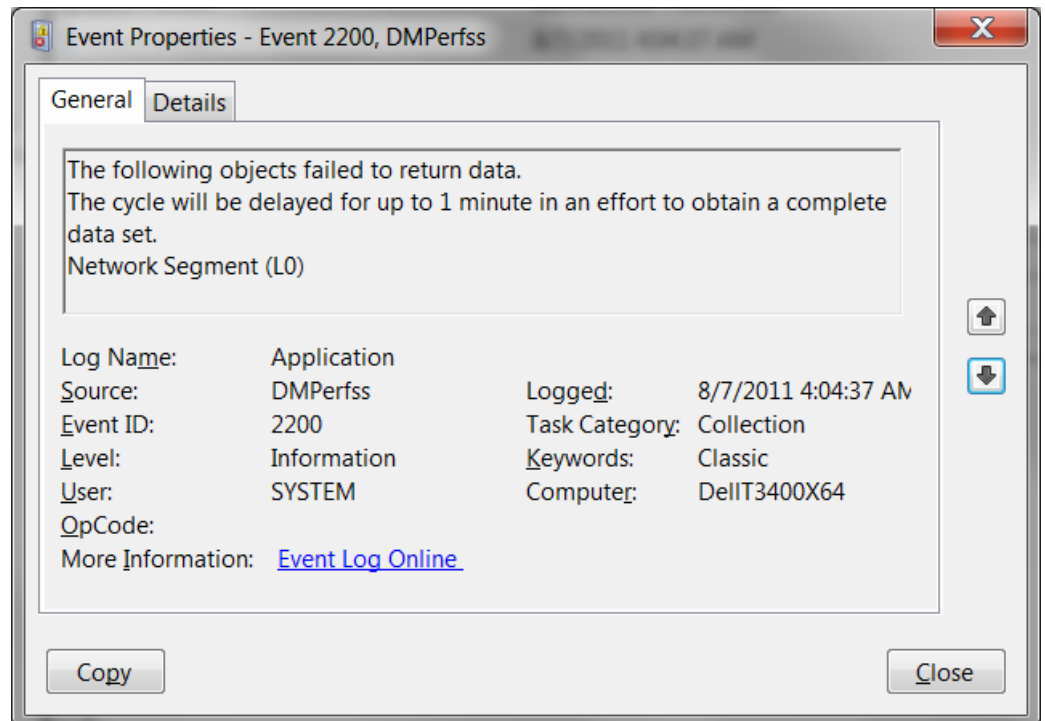 Event Properties - Event 2200, DMPerfss
General Details
The following objects failed to return data.
The cycle will be delayed for up to 1 minute in an effort to obtain a complete
data set.
Network Segment (L0)
Log Name: Application
Source: DMPerfss Logged: 8/7/2011 4:04:37 AM
Event ID: 2200 Task Category: Collection
Level: Information Keywords: Classic
User: SYSTEM Computer: DellT3400X64
OpCode:
More Information: Event Log Online
Copy Close